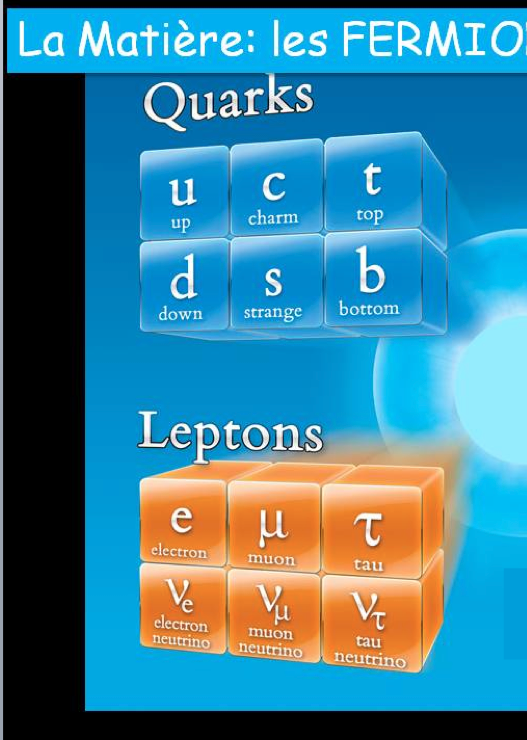 La Matière: les FERMIO
Quarks
u c t
up charm top
d s b
down strange bottom
Leptons
e μ τ
electron muon tau
νe νμ ντ
electron muon tau
neutrino neutrino neutrino